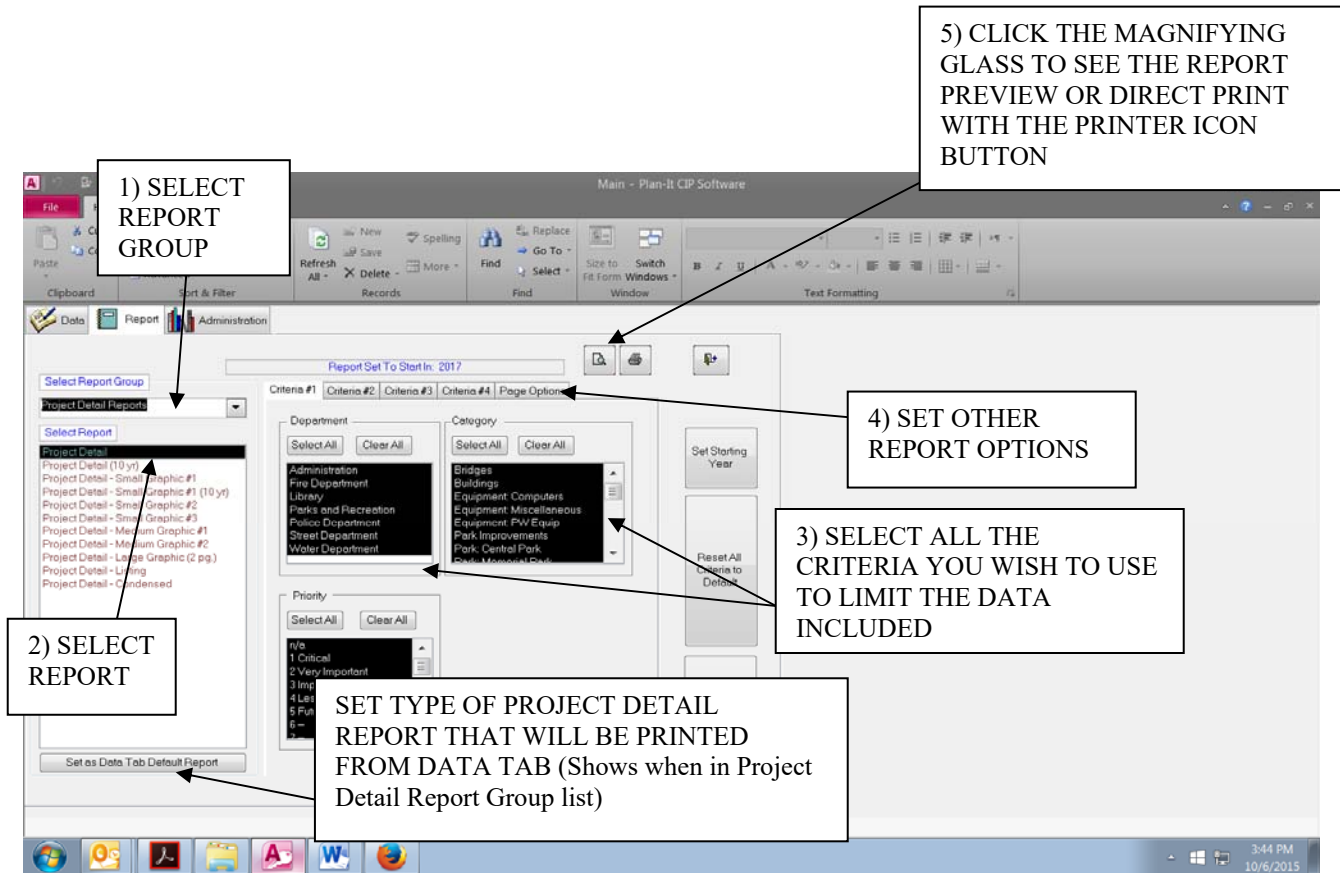 5) CLICK THE MAGNIFYING
GLASS TO SEE THE REPORT
PREVIEW OR DIRECT PRINT
WITH THE PRINTER ICON
BUTTON
1) SELECT
REPORT
GROUP
Main - Plan-It CIP Software
File
New
Save
Delete
Spelling
More
Refresh
All
Find
Replace
Go To
Select
Size to
Fit Form
Switch
Windows
Paste
B I U A
Clipboard
Sort & Filter
Records
Find
Window
Text Formatting
Data
Report
Administration
Report Set To Start In: 2017
Select Report Group
Project Detail Reports
Criteria #1
Criteria #2
Criteria #3
Criteria #4
Page Options
4) SET OTHER
REPORT OPTIONS
Select Report
Project Detail
Project Detail (10 yr)
Project Detail - Small Graphic #1
Project Detail - Small Graphic #1 (10 yr)
Project Detail - Small Graphic #2
Project Detail - Small Graphic #3
Project Detail - Medium Graphic #1
Project Detail - Medium Graphic #2
Project Detail - Large Graphic (2 pg.)
Project Detail - Listing
Project Detail - Condensed
Department
Select All
Clear All
Administration
Fire Department
Library
Parks and Recreation
Police Department
Street Department
Water Department
Category
Select All
Clear All
Bridges
Buildings
Equipment: Computers
Equipment: Miscellaneous
Equipment: PW Equip
Park Improvements
Park: Central Park
Park: Memorial Park
Set Starting
Year
Reset All
Criteria to
Default
3) SELECT ALL THE
CRITERIA YOU WISH TO USE
TO LIMIT THE DATA
INCLUDED
Priority
Select All
Clear All
n/a
1 Critical
2 Very Important
2) SELECT
REPORT
SET TYPE OF PROJECT DETAIL
REPORT THAT WILL BE PRINTED
FROM DATA TAB (Shows when in Project
Detail Report Group list)
Set as Data Tab Default Report
3:44 PM
10/6/2015